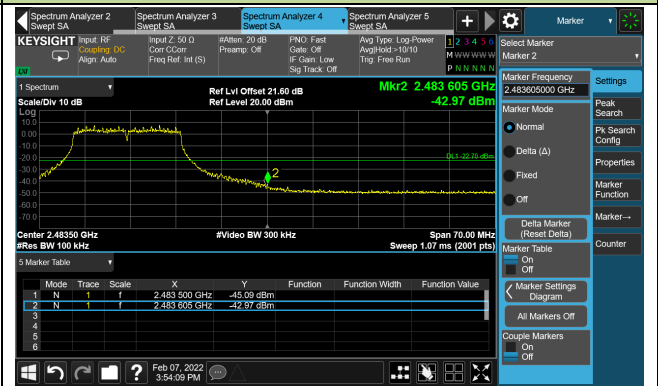 Spectrum Analyzer 2
Swept SA
Spectrum Analyzer 3
Swept SA
Spectrum Analyzer 4
Swept SA
Spectrum Analyzer 5
Swept SA
Marker
KEYSIGHT
Input: RF
Coupling: DC
Align: Auto
Input Z: 50 Ω
Corr CCorr
Freq Ref: Int (S)
#Atten: 20 dB
Preamp: Off
PNO: Fast
Gate: Off
IF Gain: Low
Sig Track: Off
Avg Type: Log-Power
Avg|Hold:>10/10
Trig: Free Run
1 2 3 4 5 6
M W W W W W
P N N N N N
Select Marker
Marker 2
1 Spectrum
Scale/Div 10 dB
Ref Lvl Offset 21.60 dB
Ref Level 20.00 dBm
Mkr2 2.483 605 GHz
-42.97 dBm
Log
10.0
0.00
-10.0
-20.0
-30.0
-40.0
-50.0
-60.0
-70.0
DL1 -22.70 dBm
2
Center 2.48350 GHz
#Res BW 100 kHz
#Video BW 300 kHz
Span 70.00 MHz
Sweep 1.07 ms (2001 pts)
5 Marker Table
Mode Trace Scale X Y Function Function Width Function Value
1 N 1 f 2.483 500 GHz -45.09 dBm
2 N 1 f 2.483 605 GHz -42.97 dBm
3
4
5
6
Marker Frequency
2.483605000 GHz
Marker Mode
Normal
Delta (Δ)
Fixed
Off
Delta Marker
(Reset Delta)
Marker Table
On
Off
Marker Settings
Diagram
All Markers Off
Couple Markers
On
Off
Settings
Peak
Search
Pk Search
Config
Properties
Marker
Function
Marker→
Counter
?
Feb 07, 2022
3:54:09 PM